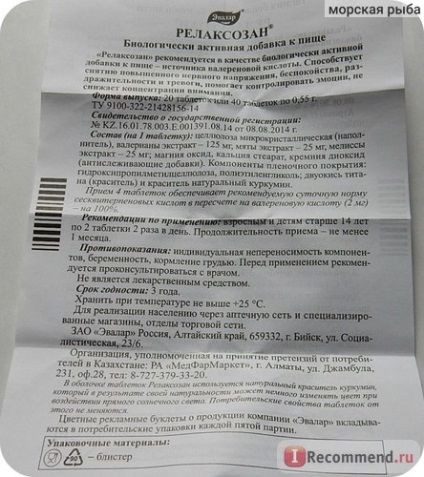 морская рыба
Эвалар
РЕЛАКСОЗАН®
Биологически активная добавка к пище
«Релаксозан» рекомендуется в качестве биологически активной
добавки к пище – источника валереновой кислоты. Способствует
снятию повышенного нервного напряжения, беспокойства, раз-
дражительности и тревоги, помогает контролировать эмоции, не
снижает концентрации внимания.
Форма выпуска: 20 таблеток или 40 таблеток по 0,55 г.
ТУ 9100-322-21428156-14
Свидетельство о государственной регистрации:
№ KZ.16.01.78.003.E.001391.08.14 от 08.08.2014 г.
Состав (на 1 таблетку): целлюлоза микрокристаллическая (напол-
нитель), валерианы экстракт – 125 мг, мяты экстракт – 25 мг, мелиссы
экстракт – 25 мг; магния оксид, кальция стеарат, кремния диоксид
(антислеживающие добавки). Компоненты пленочного покрытия:
гидроксипропилметилцеллюлоза, полиэтиленгликоль, двуокись тита-
на (краситель) и краситель натуральный куркумин.
Прием 4 таблеток обеспечивает рекомендуемую суточную норму
сесквитерпеновых кислот в пересчете на валереновую кислоту (2 мг)
– на 100%.
Рекомендации по применению: взрослым и детям старше 14 лет
по 2 таблетки 2 раза в день. Продолжительность приема – не менее
1 месяца.
Противопоказания: индивидуальная непереносимость компонен-
тов, беременность, кормление грудью. Перед применением рекомен-
дуется проконсультироваться с врачом.
Не является лекарственным средством.
Срок годности: 3 года.
Хранить при температуре не выше +25 °С.
Для реализации населению через аптечную сеть и специализиро-
ванные магазины, отделы торговой сети.
ЗАО «Эвалар» Россия, Алтайский край, 659332, г. Бийск, ул. Социа-
листическая, 23/6.
Организация, уполномоченная на принятие претензий от потреби-
телей в Казахстане: РА «МедФарМаркет», г. Алматы, ул. Джамбула,
231, оф.28, тел: 8-727-379-33-20.
В оболочке таблеток Релаксозан используется натуральный краситель куркумин,
который в результате своей натуральности может немного изменять цвет при
воздействии прямого солнечного света. Потребительские свойства таблеток от
этого не меняются.
Цветные рекламные буклеты о продукции компании «Эвалар» вкладыва-
ются в потребительские упаковки каждой пятой партии.
Упаковочные материалы:
– блистер
i Recommend.ru